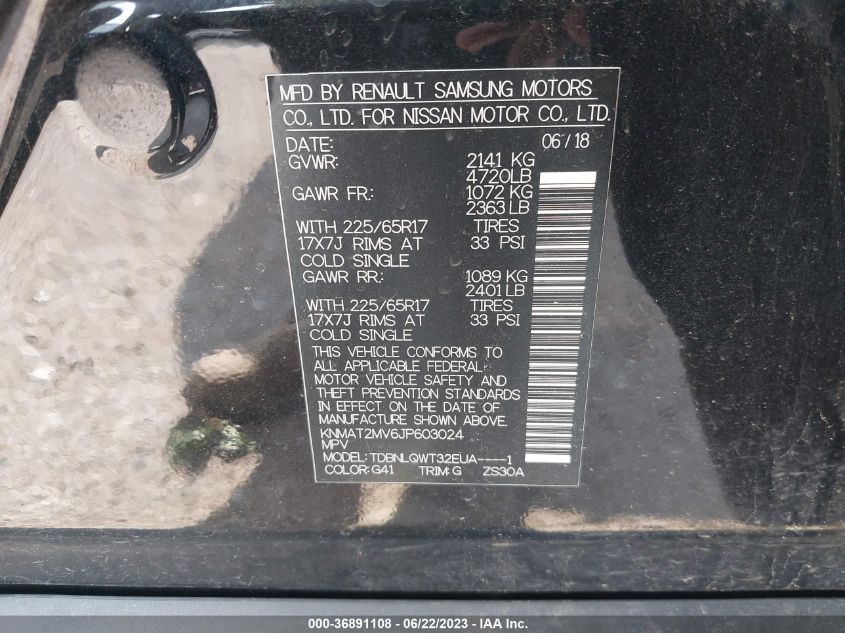 MFD BY RENAULT SAMSUNG MOTORS
CO., LTD. FOR NISSAN MOTOR CO., LTD.
DATE: 06/18
GVWR: 2141 KG
4720LB
GAWR FR: 1072 KG
2363 LB
WITH 225/65R17 TIRES
17X7J RIMS AT 33 PSI
COLD SINGLE
GAWR RR: 1089 KG
2401 LB
WITH 225/65R17 TIRES
17X7J RIMS AT 33 PSI
COLD SINGLE
THIS VEHICLE CONFORMS TO
ALL APPLICABLE FEDERAL
MOTOR VEHICLE SAFETY AND
THEFT PREVENTION STANDARDS
IN EFFECT ON THE DATE OF
MANUFACTURE SHOWN ABOVE.
KNMAT2MV6JP603024
MPV
MODEL: TDBNLQWT32EUA----1
COLOR: G41 TRIM: G ZS30A
000-36891108 - 06/22/2023 - © IAA, Inc.